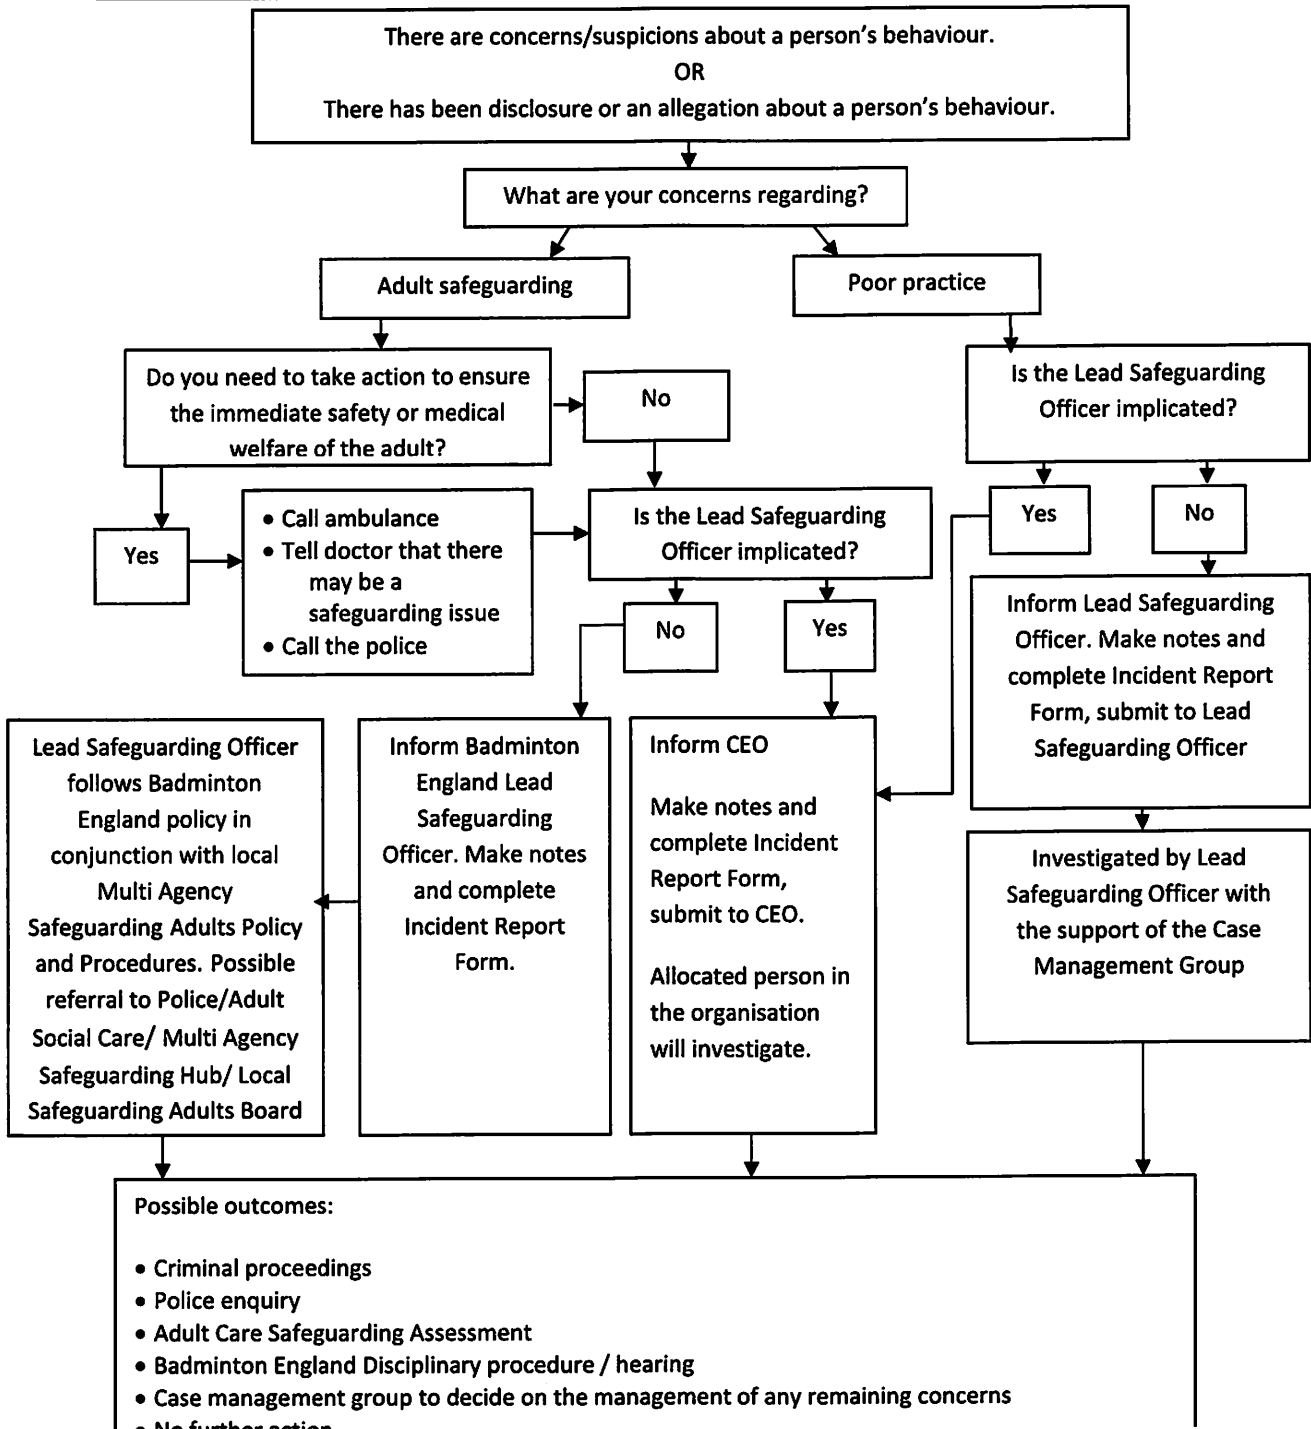 There are concerns/suspicions about a person's behaviour.
OR
There has been disclosure or an allegation about a person's behaviour.
What are your concerns regarding?
Adult safeguarding
Poor practice
Do you need to take action to ensure
the immediate safety or medical
welfare of the adult?
No
Is the Lead Safeguarding
Officer implicated?
Yes
• Call ambulance
• Tell doctor that there
may be a
safeguarding issue
• Call the police
Is the Lead Safeguarding
Officer implicated?
Yes
No
No
Yes
Inform Lead Safeguarding
Officer. Make notes and
complete Incident Report
Form, submit to Lead
Safeguarding Officer
Lead Safeguarding Officer
follows Badminton
England policy in
conjunction with local
Multi Agency
Safeguarding Adults Policy
and Procedures. Possible
referral to Police/Adult
Social Care/ Multi Agency
Safeguarding Hub/ Local
Safeguarding Adults Board
Inform Badminton
England Lead
Safeguarding
Officer. Make notes
and complete
Incident Report
Form.
Inform CEO
Make notes and
complete Incident
Report Form,
submit to CEO.
Allocated person in
the organisation
will investigate.
Investigated by Lead
Safeguarding Officer with
the support of the Case
Management Group
Possible outcomes:
• Criminal proceedings
• Police enquiry
• Adult Care Safeguarding Assessment
• Badminton England Disciplinary procedure / hearing
• Case management group to decide on the management of any remaining concerns
• No further action